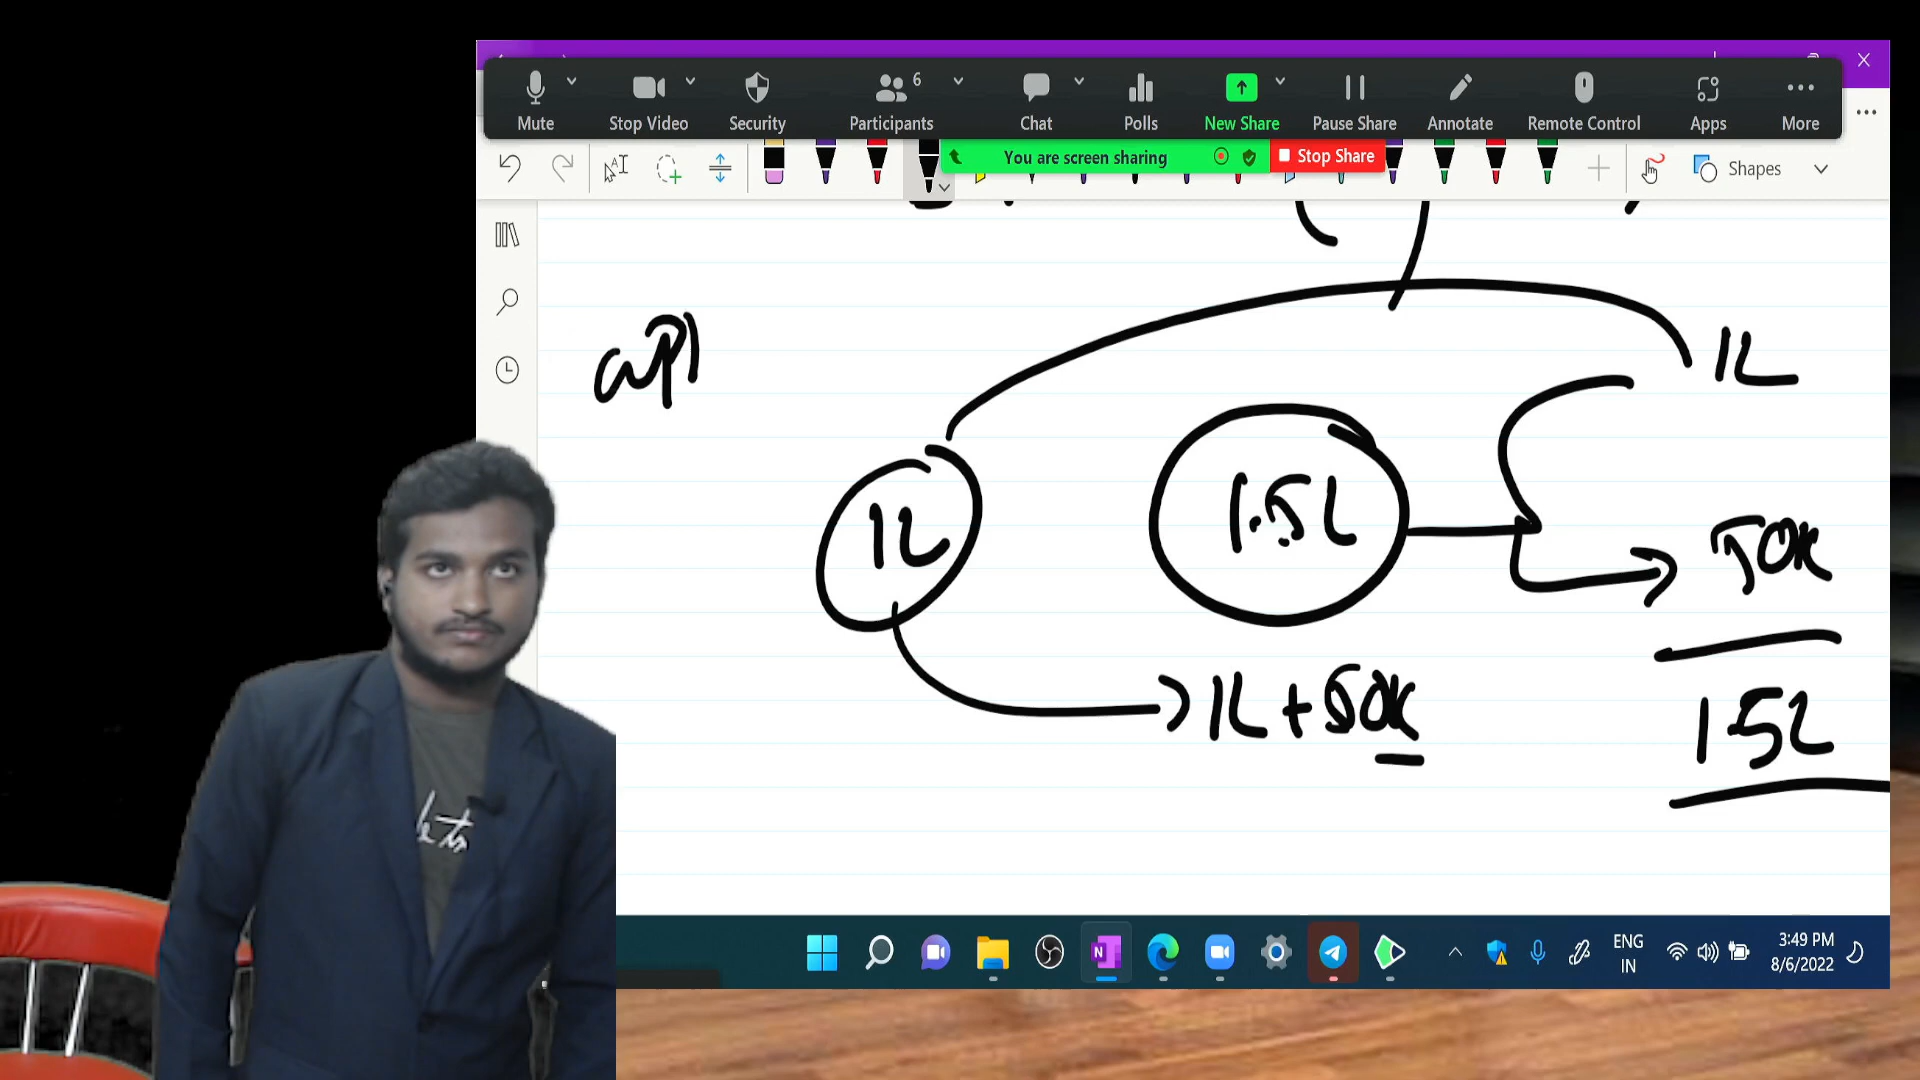 Mute
Stop Video
Security
Participants 6
Chat
Polls
New Share
Pause Share
Annotate
Remote Control
Apps
More
You are screen sharing
Stop Share
Shapes
1L
1L
1.5L
50K
1L + 50K
1.5L
ENG
IN
3:49 PM
8/6/2022